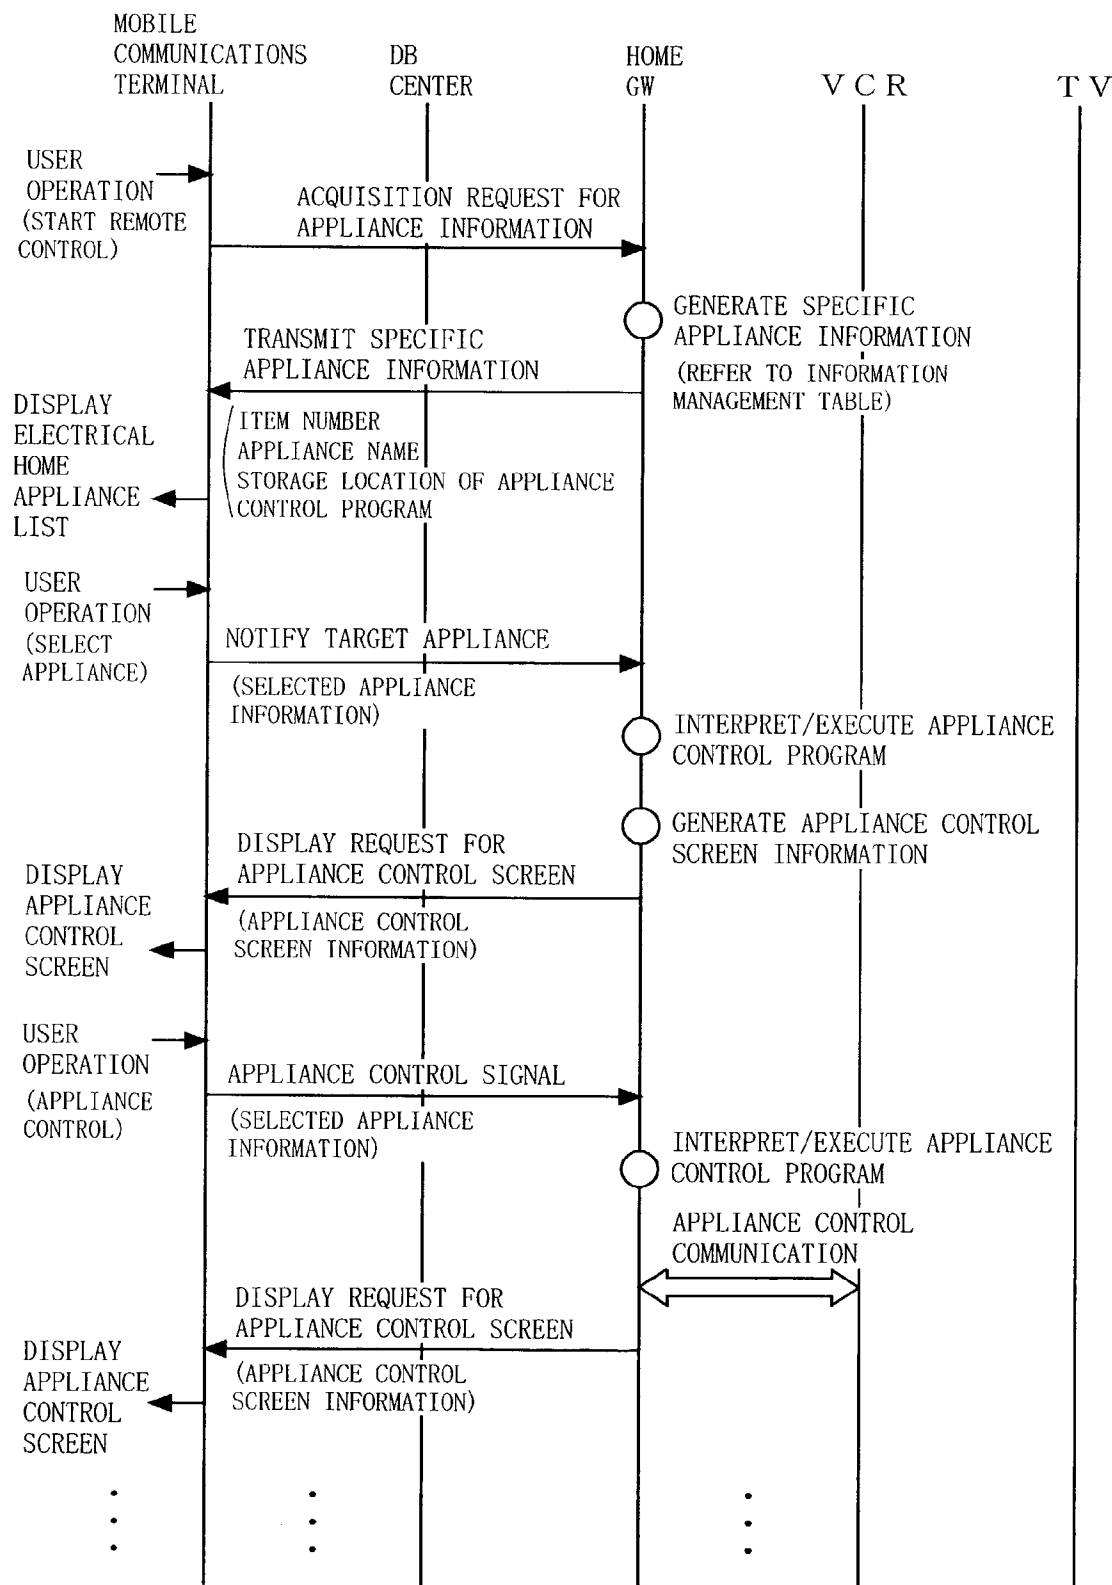 MOBILE
COMMUNICATIONS
TERMINAL
DB
CENTER
HOME
GW
VCR
TV
USER
OPERATION
(START REMOTE
CONTROL)
ACQUISITION REQUEST FOR
APPLIANCE INFORMATION
GENERATE SPECIFIC
APPLIANCE INFORMATION
(REFER TO INFORMATION
MANAGEMENT TABLE)
TRANSMIT SPECIFIC
APPLIANCE INFORMATION
ITEM NUMBER
APPLIANCE NAME
STORAGE LOCATION OF APPLIANCE
CONTROL PROGRAM
DISPLAY
ELECTRICAL
HOME
APPLIANCE
LIST
USER
OPERATION
(SELECT
APPLIANCE)
NOTIFY TARGET APPLIANCE
(SELECTED APPLIANCE
INFORMATION)
INTERPRET/EXECUTE APPLIANCE
CONTROL PROGRAM
GENERATE APPLIANCE CONTROL
SCREEN INFORMATION
DISPLAY REQUEST FOR
APPLIANCE CONTROL SCREEN
(APPLIANCE CONTROL
SCREEN INFORMATION)
DISPLAY
APPLIANCE
CONTROL
SCREEN
USER
OPERATION
(APPLIANCE
CONTROL)
APPLIANCE CONTROL SIGNAL
(SELECTED APPLIANCE
INFORMATION)
INTERPRET/EXECUTE APPLIANCE
CONTROL PROGRAM
APPLIANCE CONTROL
COMMUNICATION
DISPLAY REQUEST FOR
APPLIANCE CONTROL SCREEN
(APPLIANCE CONTROL
SCREEN INFORMATION)
DISPLAY
APPLIANCE
CONTROL
SCREEN